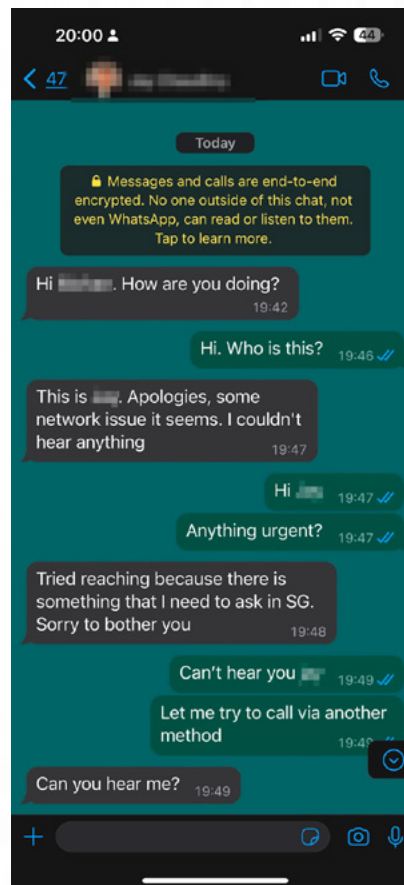 20:00
44
47
Today
Messages and calls are end-to-end
encrypted. No one outside of this chat, not
even WhatsApp, can read or listen to them.
Tap to learn more.
Hi . How are you doing?
19:42
Hi. Who is this? 19:46
This is . Apologies, some
network issue it seems. I couldn't
hear anything
19:47
Hi 19:47
Anything urgent? 19:47
Tried reaching because there is
something that I need to ask in SG.
Sorry to bother you
19:48
Can't hear you 19:49
Let me try to call via another
method
19:49
Can you hear me? 19:49